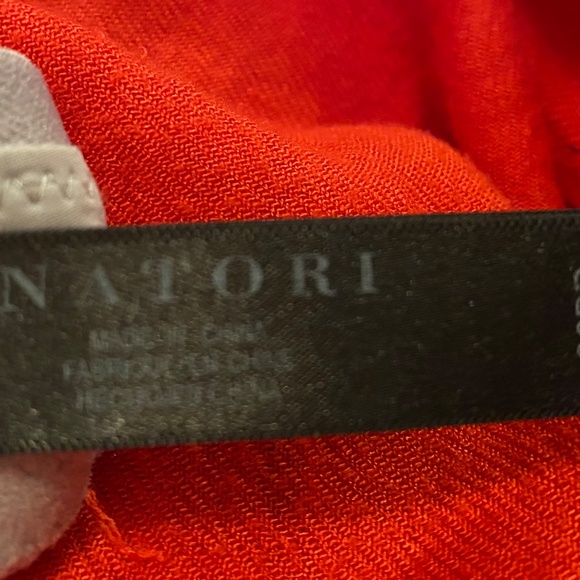 NATORI
MADE IN CHINA
FABRIQUE EN CHINE
HECHO EN CHINA